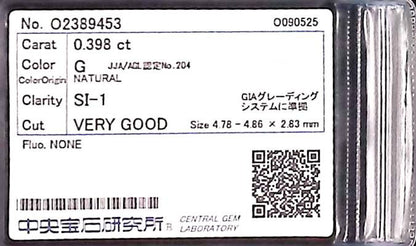 No. O2389453 O090525
Carat 0.398 ct
Color G JJA/AGL認定No.204
ColorOrigin NATURAL
Clarity SI-1 GIAグレーディング
システムに準拠
Cut VERY GOOD Size 4.78 - 4.86 × 2.83 mm
Fluo. NONE
中央宝石研究所® CENTRAL GEM
LABORATORY